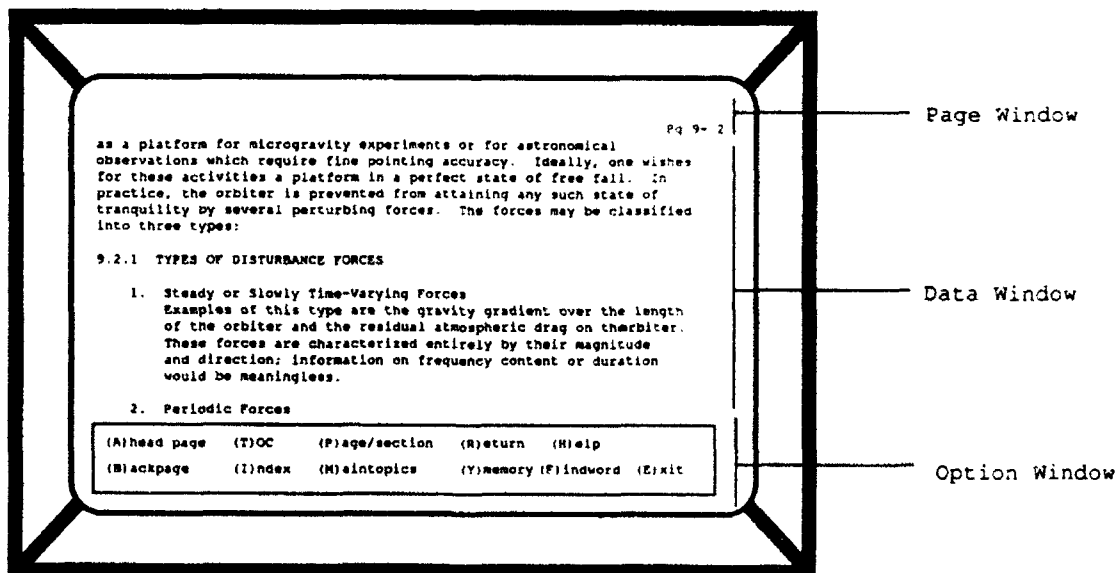 Pg 9- 2
Page Window
as a platform for microgravity experiments or for astronomical
observations which require fine pointing accuracy. Ideally, one wishes
for these activities a platform in a perfect state of free fall. In
practice, the orbiter is prevented from attaining any such state of
tranquility by several perturbing forces. The forces may be classified
into three types:
9.2.1 TYPES OF DISTURBANCE FORCES
1. Steady or Slowly Time-Varying Forces
Examples of this type are the gravity gradient over the length
of the orbiter and the residual atmospheric drag on thørbiter.
These forces are characterized entirely by their magnitude
and direction; information on frequency content or duration
would be meaningless.
2. Periodic Forces
Data Window
(A)head page (T)OC (P)age/section (R)eturn (H)elp
(B)ackpage (I)ndex (M)aintopics (Y)memory (F)indword (E)xit
Option Window